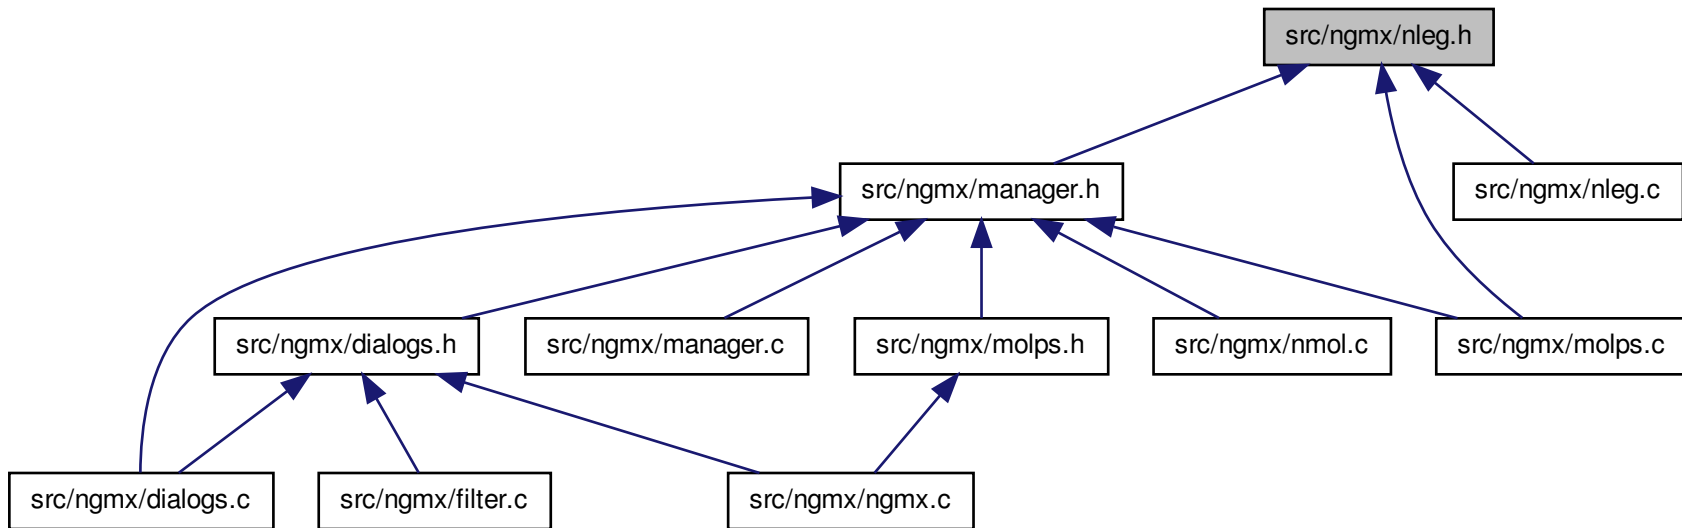 src/ngmx/nleg.h
src/ngmx/manager.h
src/ngmx/nleg.c
src/ngmx/dialogs.h
src/ngmx/manager.c
src/ngmx/molps.h
src/ngmx/nmol.c
src/ngmx/molps.c
src/ngmx/dialogs.c
src/ngmx/filter.c
src/ngmx/ngmx.c